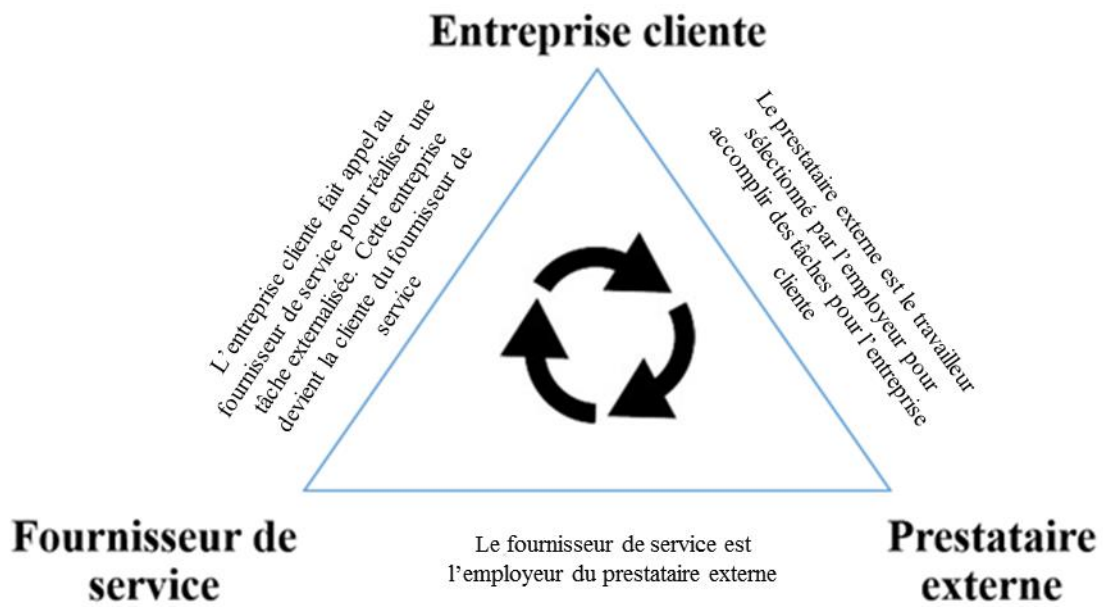 Entreprise cliente
L'entreprise cliente fait appel au
fournisseur de service pour réaliser une
tâche externalisée. Cette entreprise
devient la cliente du fournisseur de
service
Le prestataire externe est le travailleur
sélectionné par l'employeur pour
accomplir des tâches pour l'entreprise
cliente
Fournisseur de
service
Le fournisseur de service est
l'employeur du prestataire externe
Prestataire
externe